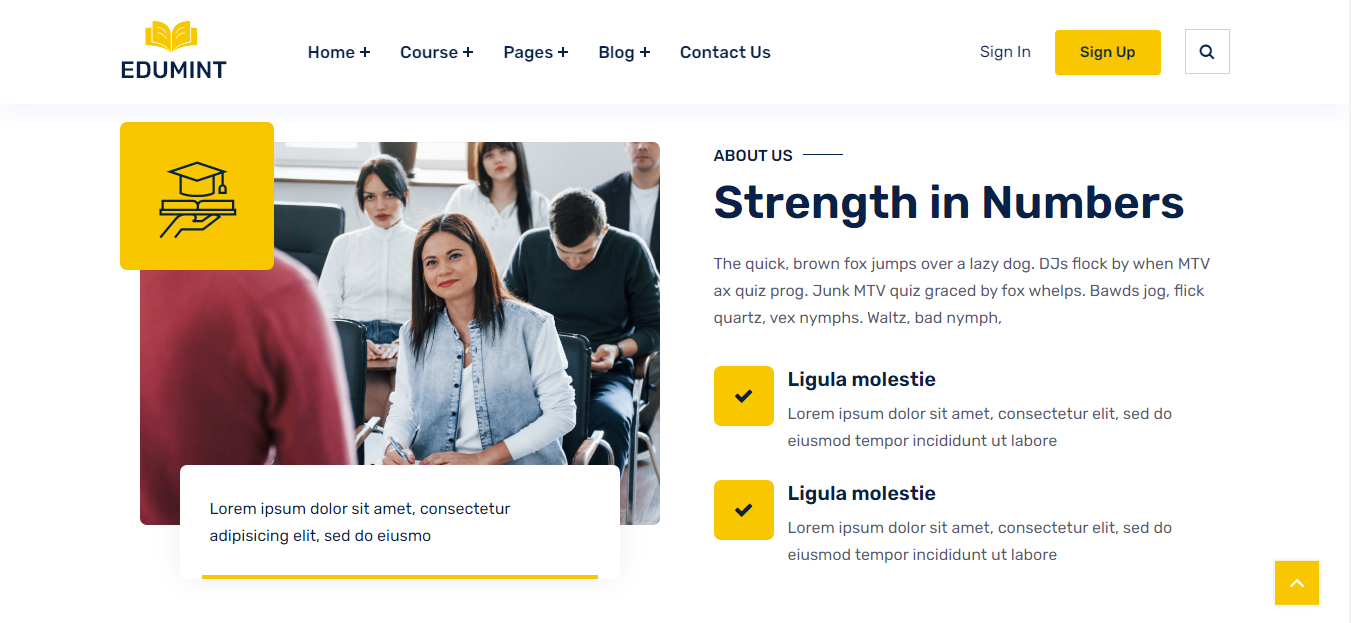 EDUMINT
Home + Course + Pages + Blog + Contact Us
Sign In
Sign Up
Lorem ipsum dolor sit amet, consectetur
adipisicing elit, sed do eiusmo
ABOUT US
Strength in Numbers
The quick, brown fox jumps over a lazy dog. DJs flock by when MTV
ax quiz prog. Junk MTV quiz graced by fox whelps. Bawds jog, flick
quartz, vex nymphs. Waltz, bad nymph,
Ligula molestie
Lorem ipsum dolor sit amet, consectetur elit, sed do
eiusmod tempor incididunt ut labore
Ligula molestie
Lorem ipsum dolor sit amet, consectetur elit, sed do
eiusmod tempor incididunt ut labore